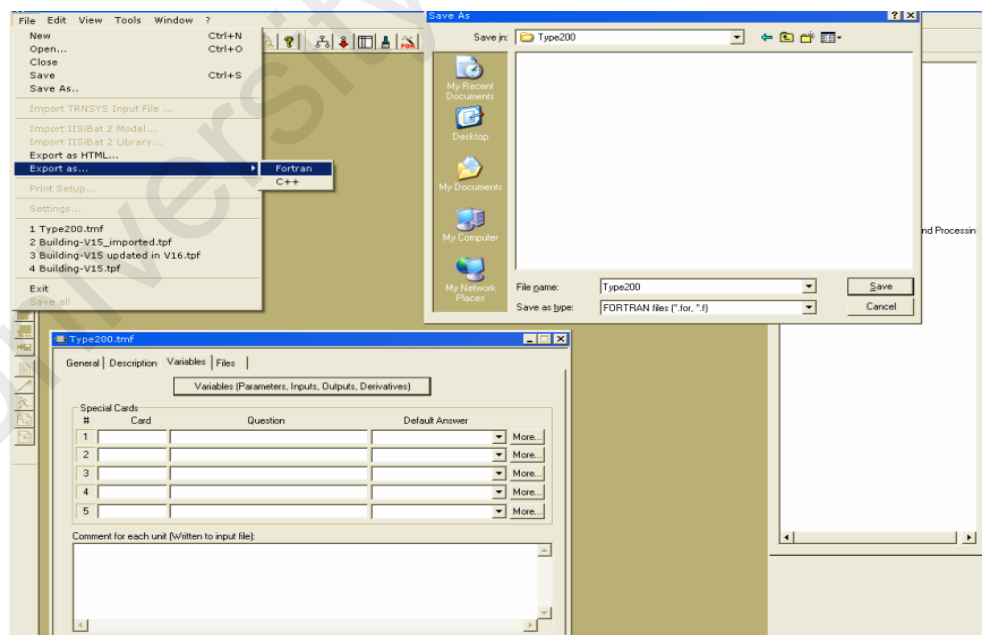 File Edit View Tools Window ?
New Ctrl+N
Open... Ctrl+O
Close
Save Ctrl+S
Save As..
Import TRNSYS Input File ...
Import IISiBat 2 Model...
Import IISiBat 2 Library...
Export as HTML...
Export as...
Fortran
C++
Print Setup...
Settings...
1 Type200.tmf
2 Building-V15_imported.tpf
3 Building-V15 updated in V16.tpf
4 Building-V15.tpf
Exit
Save all
Save As
Save in: Type200
My Recent
Documents
Desktop
My Documents
My Computer
My Network
Places
File name: Type200 Save
Save as type: FORTRAN files (*.for, *.f) Cancel
nd Processin
Type200.tmf
General Description Variables Files
Variables (Parameters, Inputs, Outputs, Derivatives)
Special Cards
# Card Question Default Answer
1 More...
2 More...
3 More...
4 More...
5 More...
Comment for each unit (Written to input file):
University